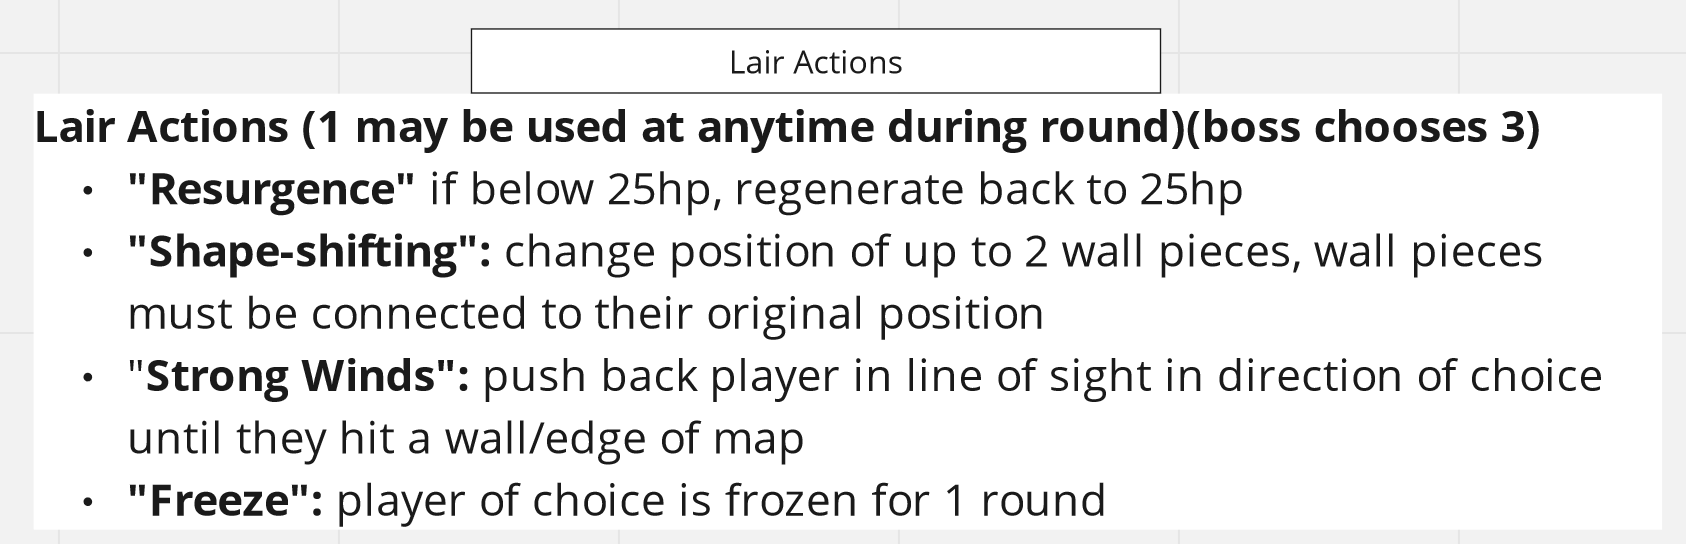 Lair Actions
Lair Actions (1 may be used at anytime during round)(boss chooses 3)
• "Resurgence" if below 25hp, regenerate back to 25hp
• "Shape-shifting": change position of up to 2 wall pieces, wall pieces
must be connected to their original position
• "Strong Winds": push back player in line of sight in direction of choice
until they hit a wall/edge of map
• "Freeze": player of choice is frozen for 1 round